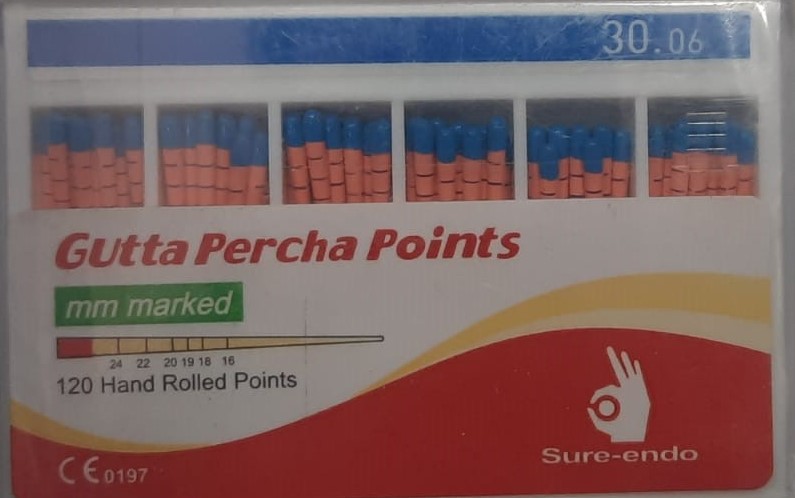 30.06
Gutta Percha Points
mm marked
24 22 20 19 18 16
120 Hand Rolled Points
Sure-endo
CE 0197